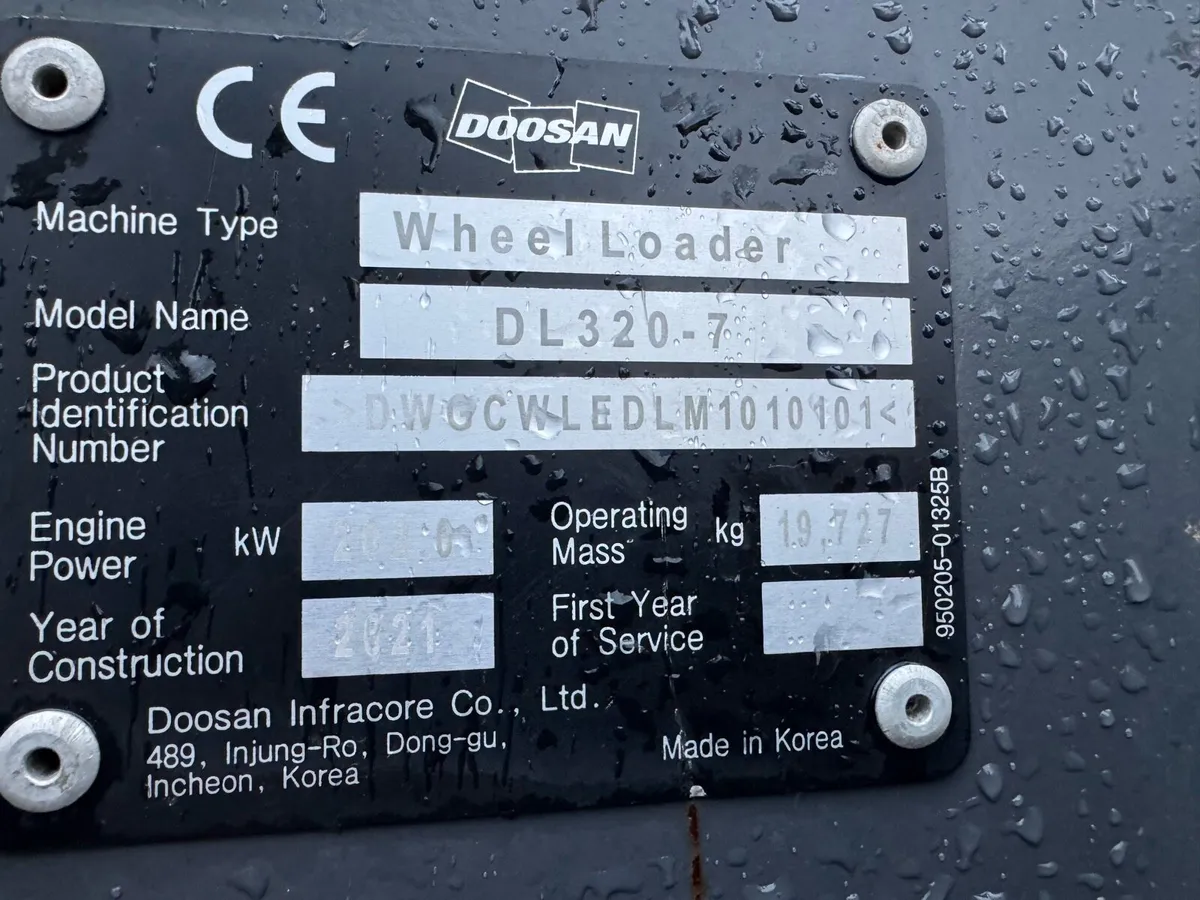 CE
DOOSAN
Machine Type Wheel Loader
Model Name DL320-7
Product
Identification
Number
DWGCWLEDLM1010101<
Engine
Power
kW
Operating
Mass
kg 19,727
Year of
Construction
2021
First Year
of Service
950205-01325B
Doosan Infracore Co., Ltd.
489, Injung-Ro, Dong-gu,
Incheon, Korea
Made in Korea